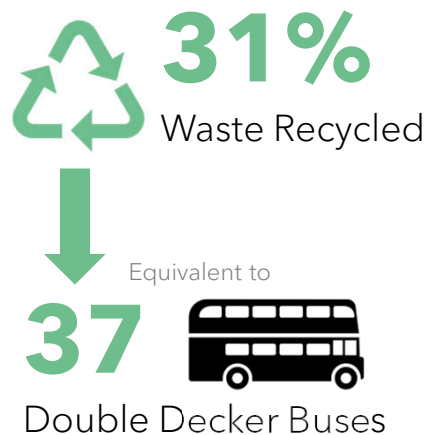 31%
Waste Recycled
Equivalent to
37
Double Decker Buses